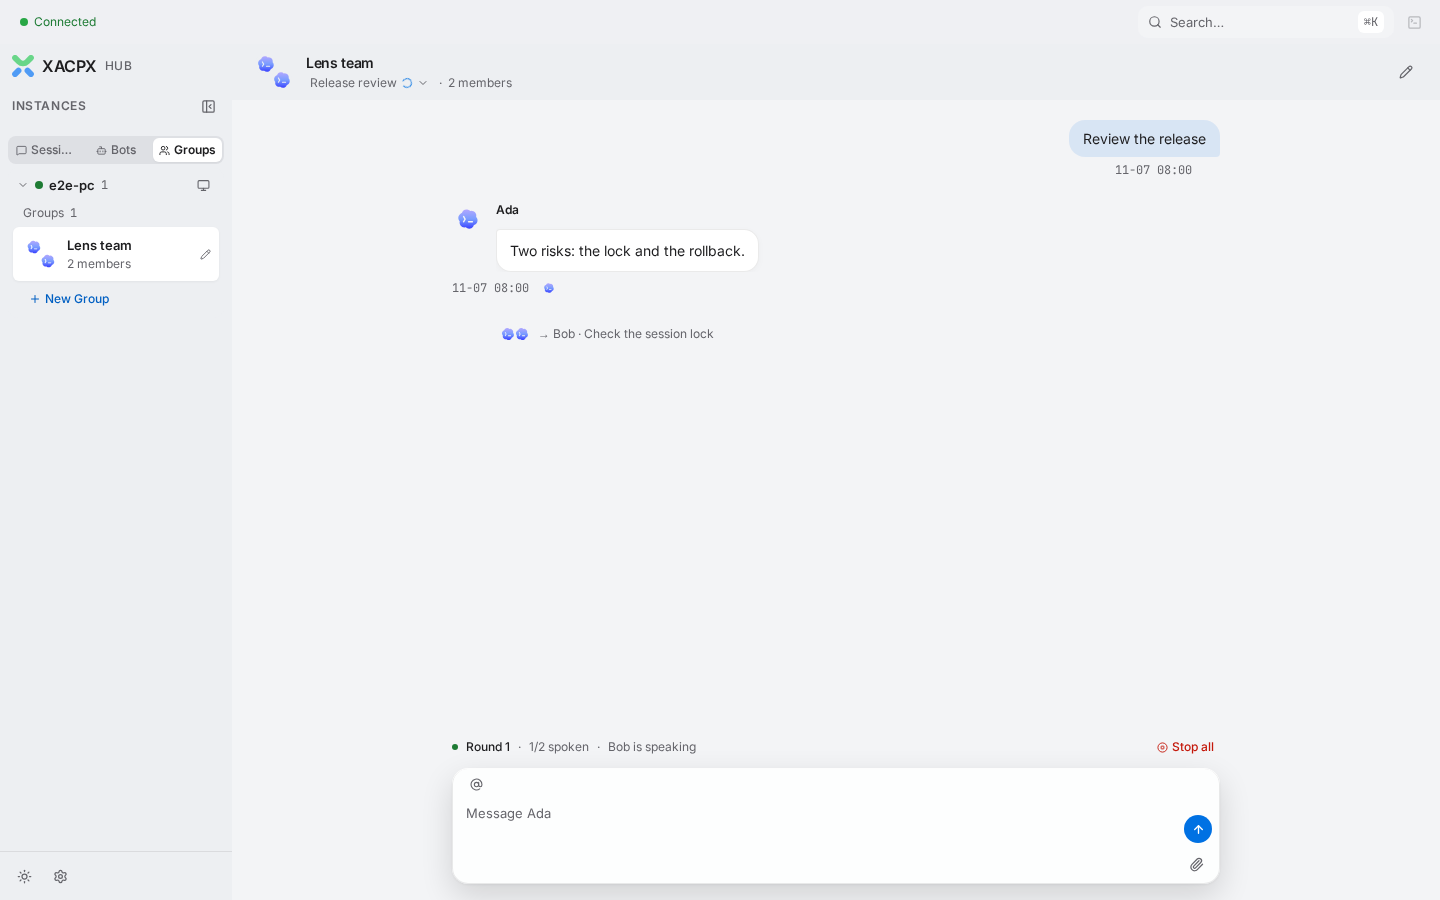 Connected
Search...
⌘K
XACPX HUB
INSTANCES
Sessi...
Bots
Groups
e2e-pc 1
Groups 1
Lens team
2 members
+ New Group
Lens team
Release review · 2 members
Review the release
11-07 08:00
Ada
Two risks: the lock and the rollback.
11-07 08:00
→ Bob · Check the session lock
Round 1 · 1/2 spoken · Bob is speaking
Stop all
@
Message Ada